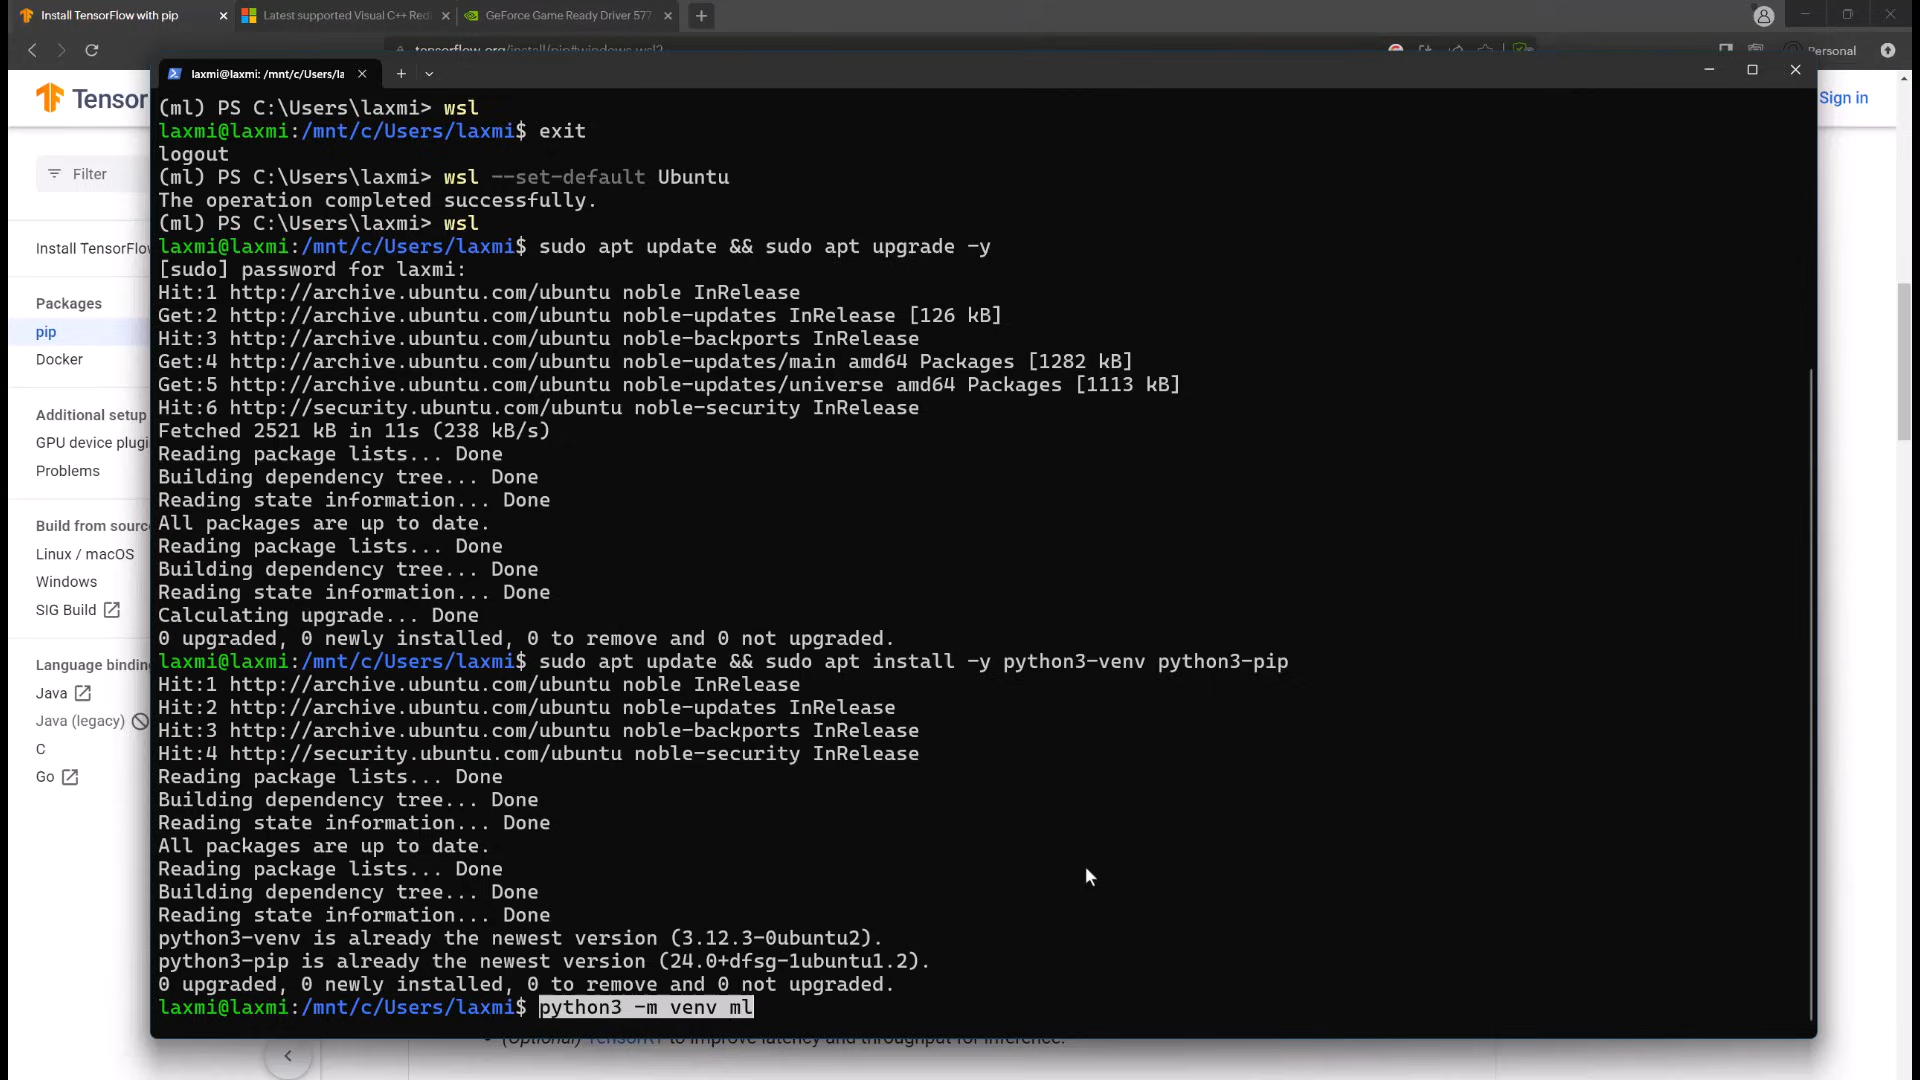 Install TensorFlow with pip
Latest supported Visual C++ Redi
GeForce Game Ready Driver 577
tensorflow.org/install/pip#windows-wsl2
Personal
laxmi@laxmi: /mnt/c/Users/la
Tensor
Sign in
Filter
Install TensorFlow
Packages
pip
Docker
Additional setup
GPU device plugi
Problems
Build from source
Linux / macOS
Windows
SIG Build
Language bindin
Java
Java (legacy)
C
Go
(ml) PS C:\Users\laxmi> wsl
laxmi@laxmi:/mnt/c/Users/laxmi$ exit
logout
(ml) PS C:\Users\laxmi> wsl --set-default Ubuntu
The operation completed successfully.
(ml) PS C:\Users\laxmi> wsl
laxmi@laxmi:/mnt/c/Users/laxmi$ sudo apt update && sudo apt upgrade -y
[sudo] password for laxmi:
Hit:1 http://archive.ubuntu.com/ubuntu noble InRelease
Get:2 http://archive.ubuntu.com/ubuntu noble-updates InRelease [126 kB]
Hit:3 http://archive.ubuntu.com/ubuntu noble-backports InRelease
Get:4 http://archive.ubuntu.com/ubuntu noble-updates/main amd64 Packages [1282 kB]
Get:5 http://archive.ubuntu.com/ubuntu noble-updates/universe amd64 Packages [1113 kB]
Hit:6 http://security.ubuntu.com/ubuntu noble-security InRelease
Fetched 2521 kB in 11s (238 kB/s)
Reading package lists... Done
Building dependency tree... Done
Reading state information... Done
All packages are up to date.
Reading package lists... Done
Building dependency tree... Done
Reading state information... Done
Calculating upgrade... Done
0 upgraded, 0 newly installed, 0 to remove and 0 not upgraded.
laxmi@laxmi:/mnt/c/Users/laxmi$ sudo apt update && sudo apt install -y python3-venv python3-pip
Hit:1 http://archive.ubuntu.com/ubuntu noble InRelease
Hit:2 http://archive.ubuntu.com/ubuntu noble-updates InRelease
Hit:3 http://archive.ubuntu.com/ubuntu noble-backports InRelease
Hit:4 http://security.ubuntu.com/ubuntu noble-security InRelease
Reading package lists... Done
Building dependency tree... Done
Reading state information... Done
All packages are up to date.
Reading package lists... Done
Building dependency tree... Done
Reading state information... Done
python3-venv is already the newest version (3.12.3-0ubuntu2).
python3-pip is already the newest version (24.0+dfsg-1ubuntu1.2).
0 upgraded, 0 newly installed, 0 to remove and 0 not upgraded.
laxmi@laxmi:/mnt/c/Users/laxmi$ python3 -m venv ml
(Optional) TensorRT to improve latency and throughput for inference.